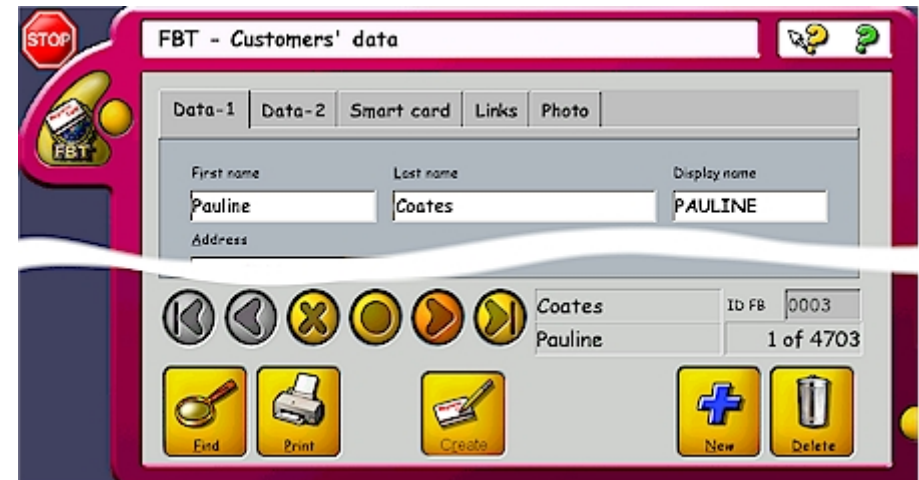 STOP
FBT - Customers' data
FBT
Data-1 Data-2 Smart card Links Photo
First name Last name Display name
Pauline Coates PAULINE
Address
Coates ID FB 0003
Pauline 1 of 4703
Find Print Create New Delete